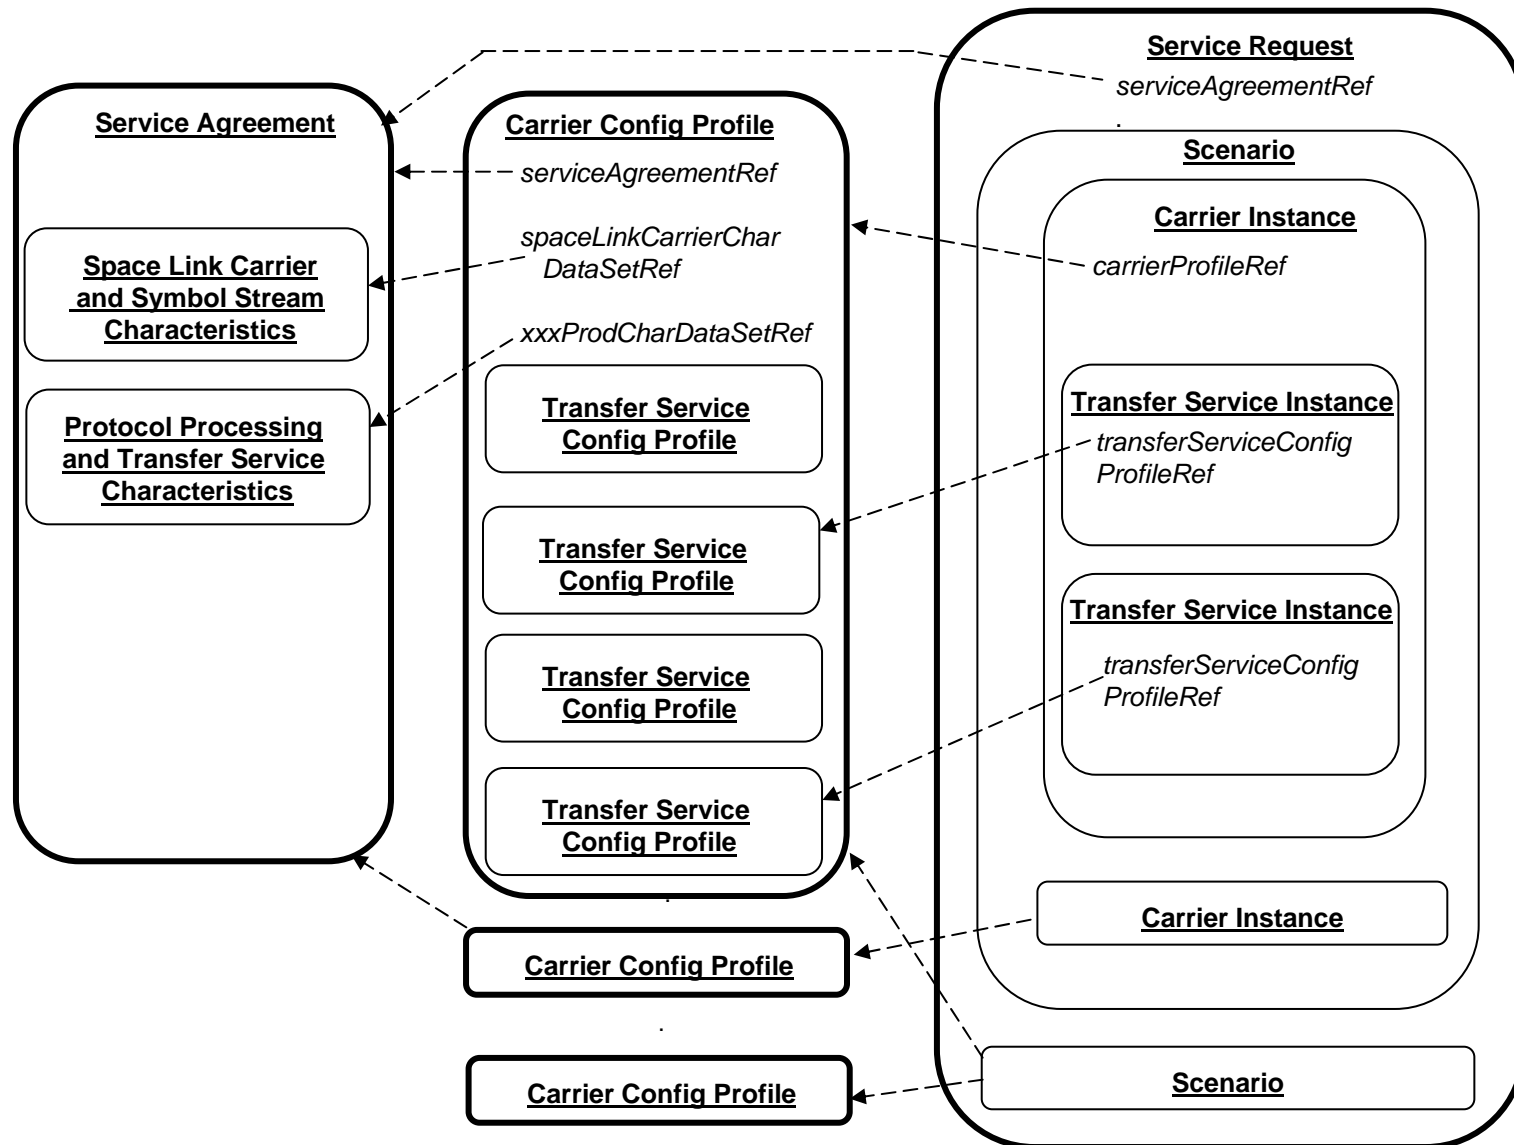 Service Agreement
Space Link Carrier
and Symbol Stream
Characteristics
Protocol Processing
and Transfer Service
Characteristics
Carrier Config Profile
serviceAgreementRef
spaceLinkCarrierChar
DataSetRef
xxxProdCharDataSetRef
Transfer Service
Config Profile
Transfer Service
Config Profile
Transfer Service
Config Profile
Transfer Service
Config Profile
Carrier Config Profile
Carrier Config Profile
Service Request
serviceAgreementRef
Scenario
Carrier Instance
carrierProfileRef
Transfer Service Instance
transferServiceConfig
ProfileRef
Transfer Service Instance
transferServiceConfig
ProfileRef
Carrier Instance
Scenario